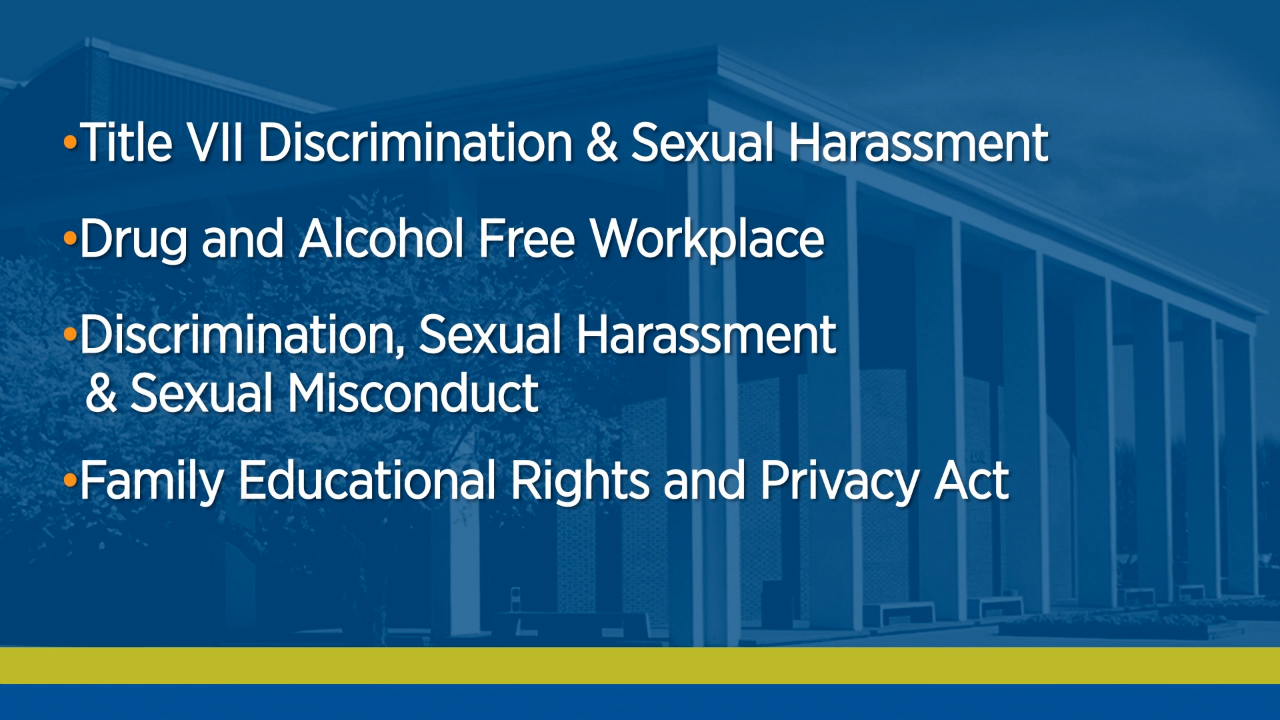 •Title VII Discrimination & Sexual Harassment
•Drug and Alcohol Free Workplace
•Discrimination, Sexual Harassment
& Sexual Misconduct
•Family Educational Rights and Privacy Act